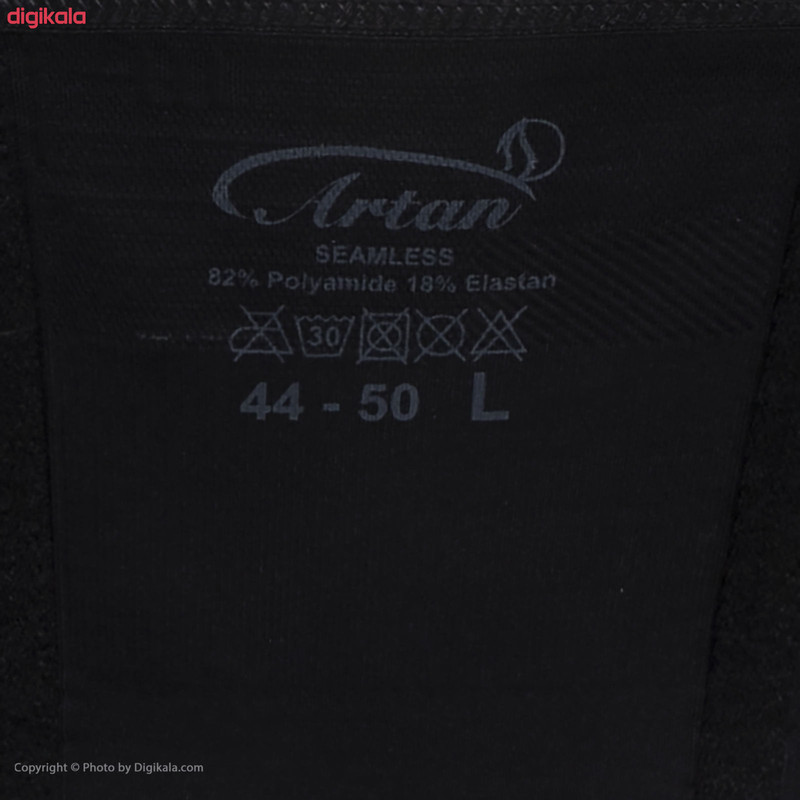 digikala
Artan
SEAMLESS
82% Polyamide 18% Elastan
30
44 - 50 L
Copyright © Photo by Digikala.com